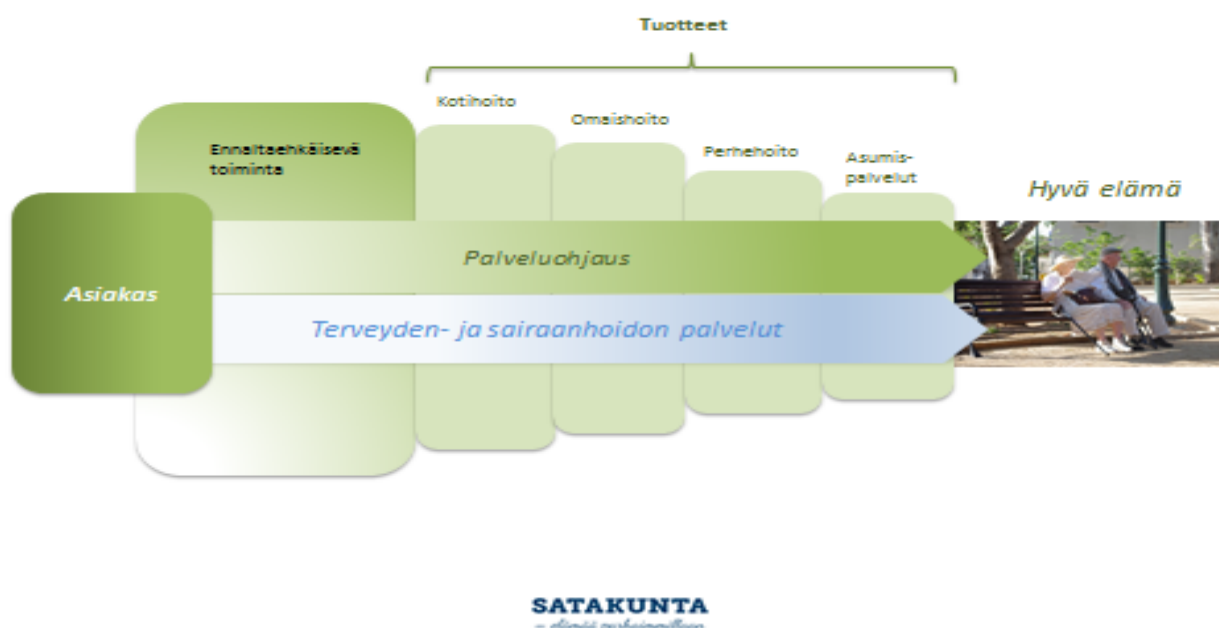 Tuotteet
Kotihoito
Omaishoito
Perhehoito
Asumis-
palvelut
Ennaltaehkäisevä
toiminta
Hyvä elämä
Palveluohjaus
Asiakas
Terveyden- ja sairaanhoidon palvelut
SATAKUNTA